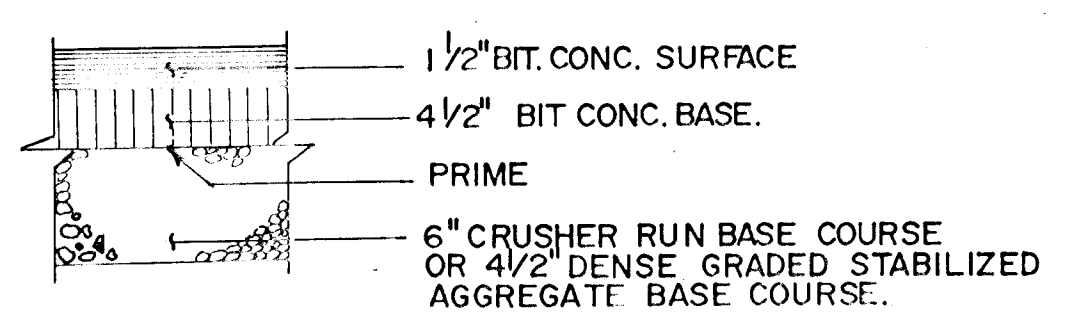 1 1/2" BIT. CONC. SURFACE
4 1/2" BIT CONC. BASE.
PRIME
6" CRUSHER RUN BASE COURSE
OR 4 1/2" DENSE GRADED STABILIZED
AGGREGATE BASE COURSE.